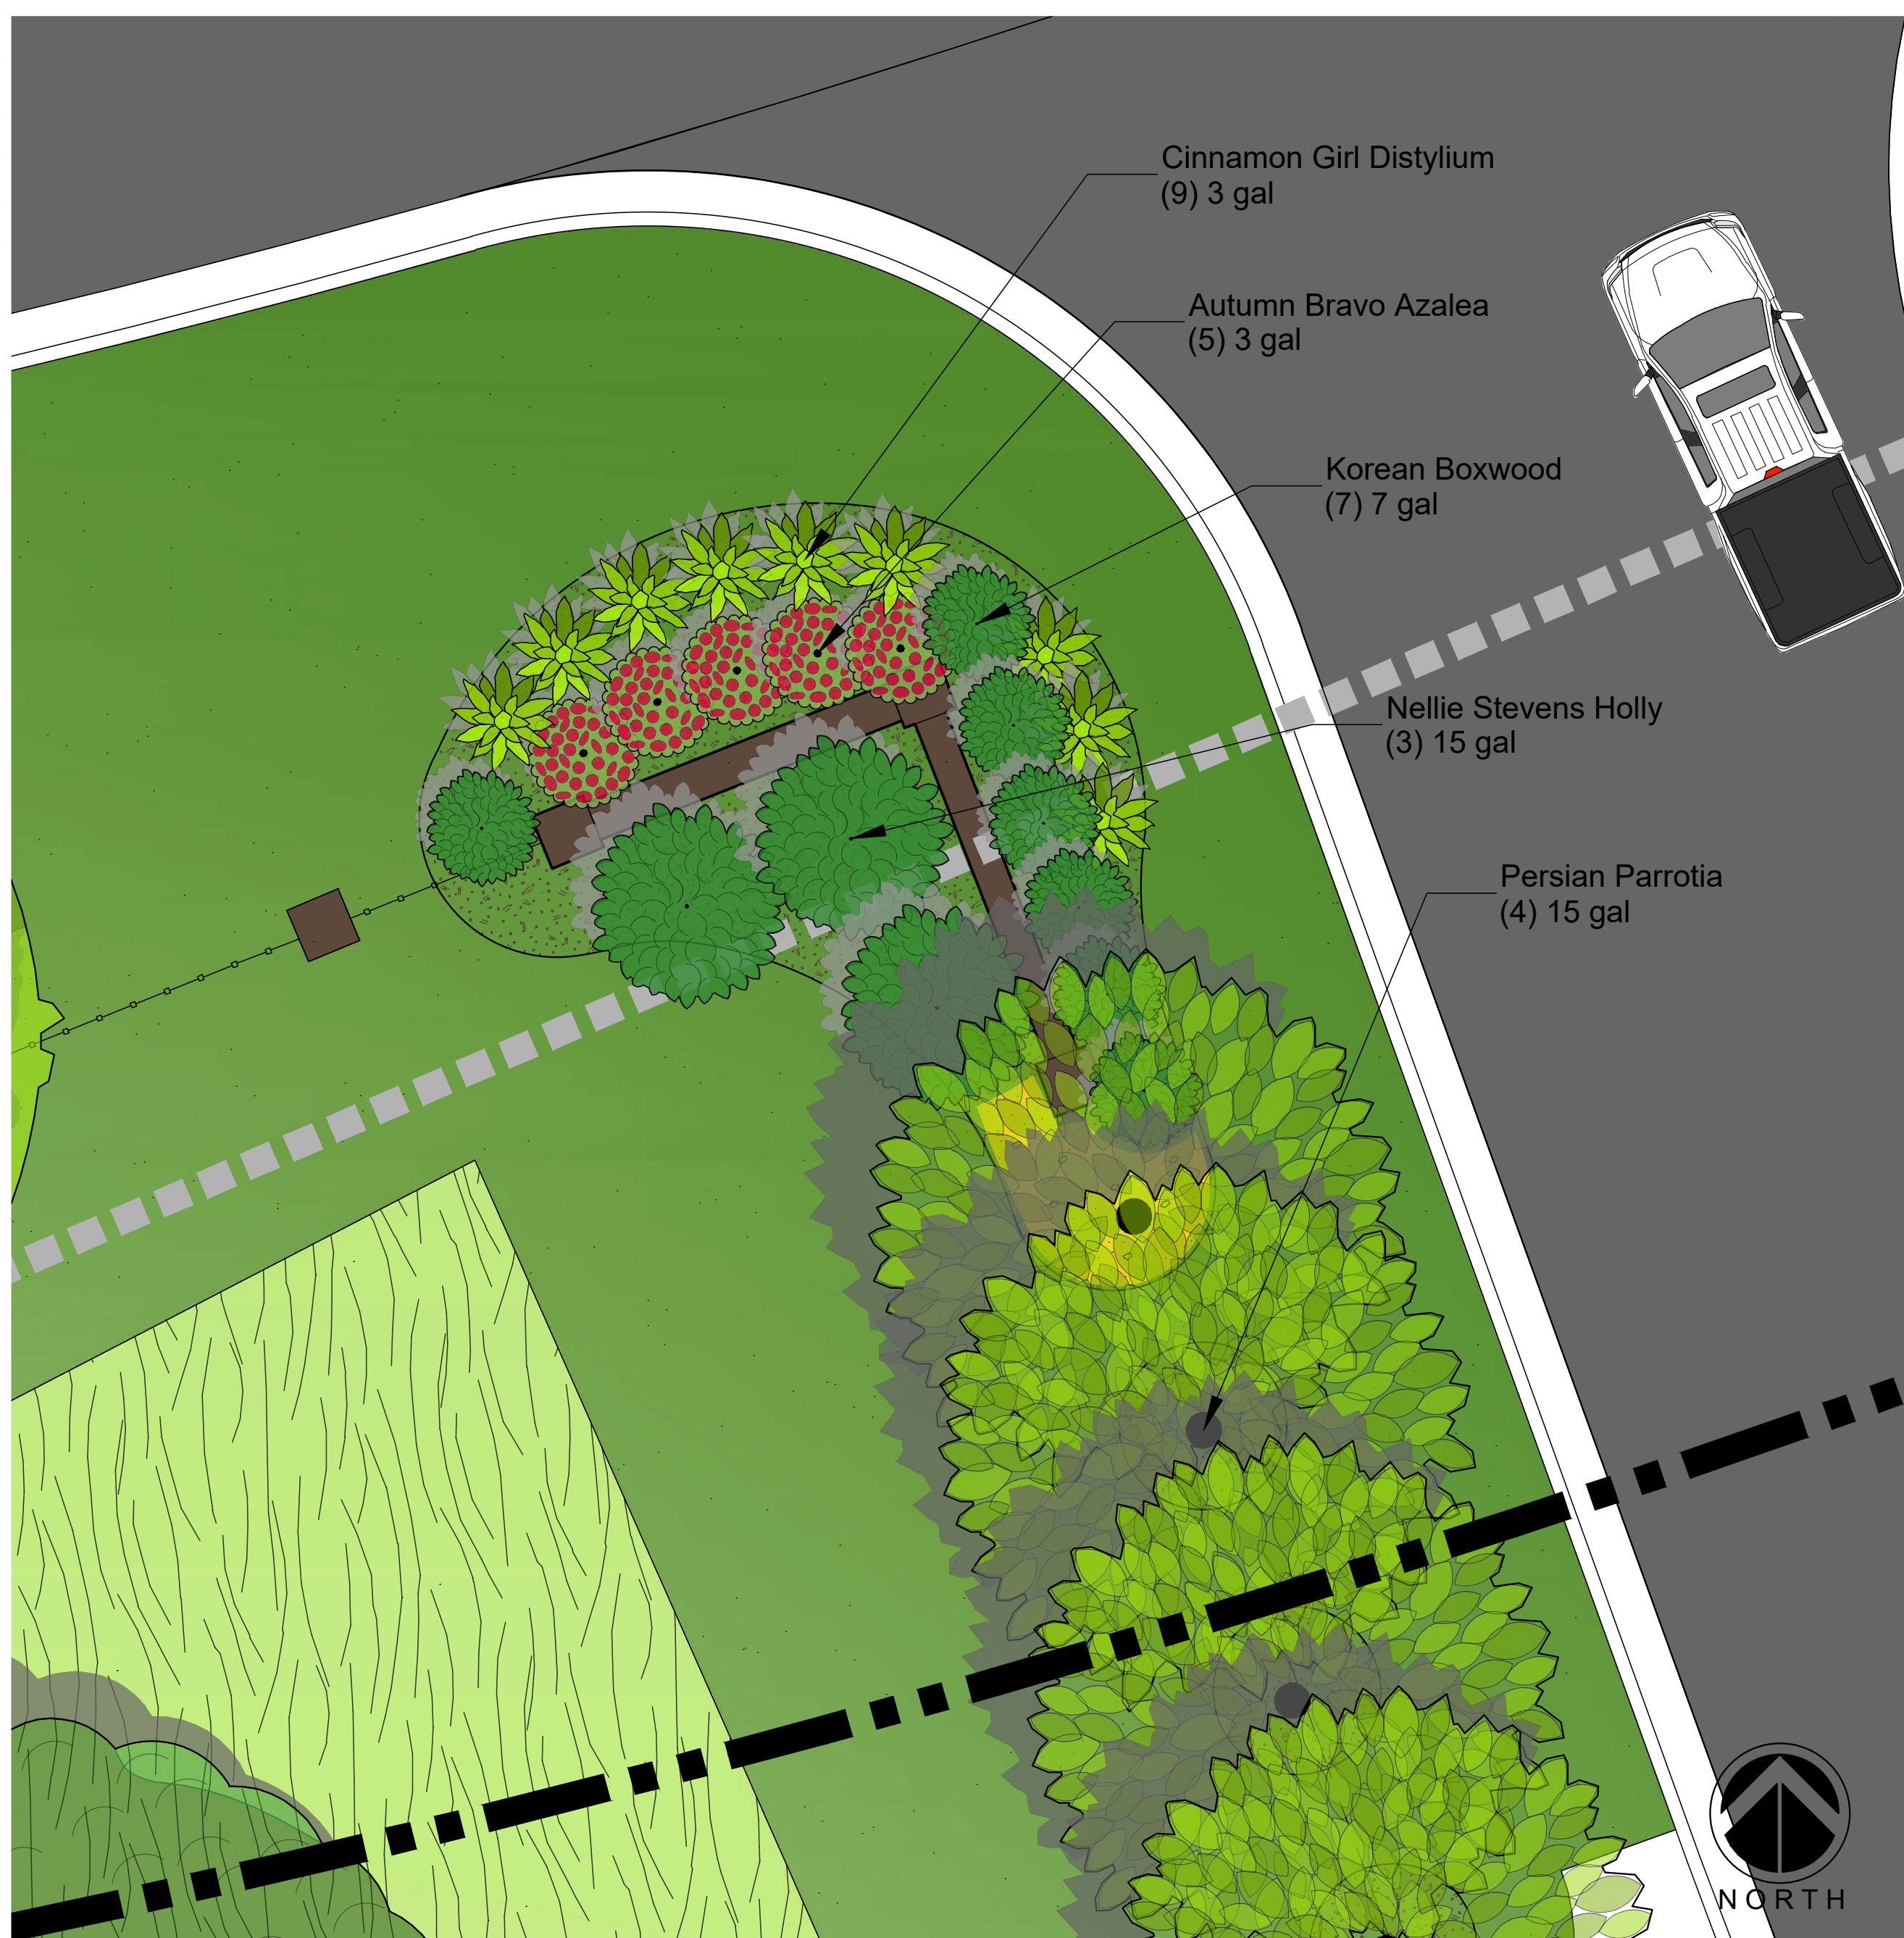 Cinnamon Girl Distylium
(9) 3 gal
Autumn Bravo Azalea
(5) 3 gal
Korean Boxwood
(7) 7 gal
Nellie Stevens Holly
(3) 15 gal
Persian Parrotia
(4) 15 gal
NORTH